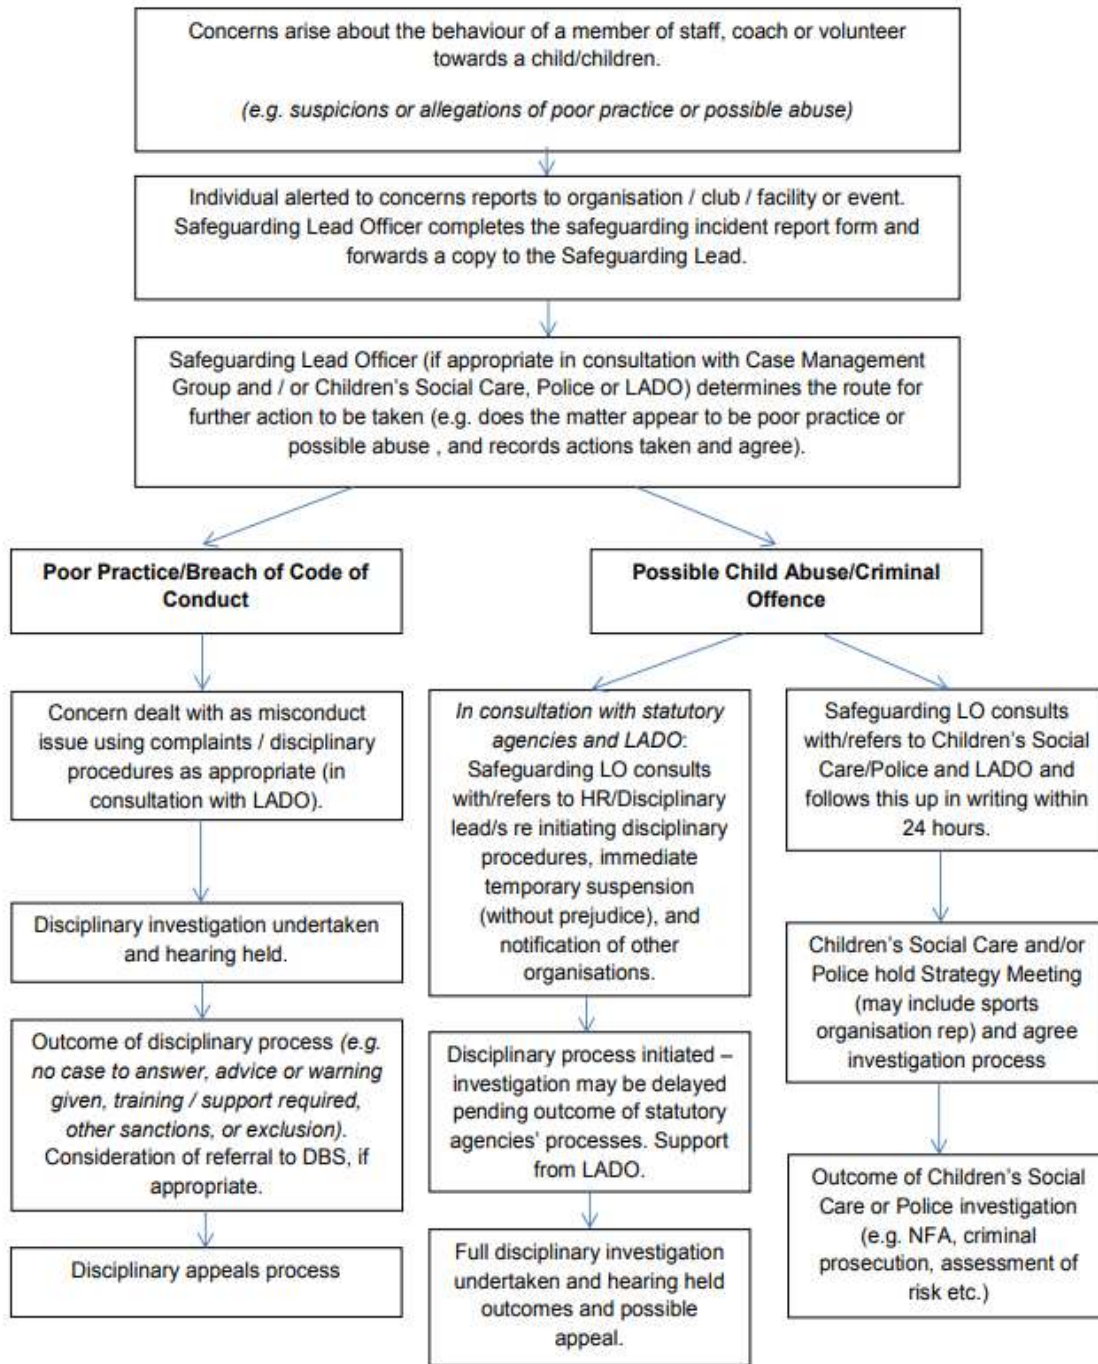 Concerns arise about the behaviour of a member of staff, coach or volunteer
towards a child/children.
(e.g. suspicions or allegations of poor practice or possible abuse)
Individual alerted to concerns reports to organisation / club / facility or event.
Safeguarding Lead Officer completes the safeguarding incident report form and
forwards a copy to the Safeguarding Lead.
Safeguarding Lead Officer (if appropriate in consultation with Case Management
Group and / or Children's Social Care, Police or LADO) determines the route for
further action to be taken (e.g. does the matter appear to be poor practice or
possible abuse , and records actions taken and agree).
Poor Practice/Breach of Code of
Conduct
Possible Child Abuse/Criminal
Offence
Concern dealt with as misconduct
issue using complaints / disciplinary
procedures as appropriate (in
consultation with LADO).
Disciplinary investigation undertaken
and hearing held.
Outcome of disciplinary process (e.g.
no case to answer, advice or warning
given, training / support required,
other sanctions, or exclusion).
Consideration of referral to DBS, if
appropriate.
Disciplinary appeals process
In consultation with statutory
agencies and LADO:
Safeguarding LO consults
with/refers to HR/Disciplinary
lead/s re initiating disciplinary
procedures, immediate
temporary suspension
(without prejudice), and
notification of other
organisations.
Disciplinary process initiated –
investigation may be delayed
pending outcome of statutory
agencies' processes. Support
from LADO.
Full disciplinary investigation
undertaken and hearing held
outcomes and possible
appeal.
Safeguarding LO consults
with/refers to Children's Social
Care/Police and LADO and
follows this up in writing within
24 hours.
Children's Social Care and/or
Police hold Strategy Meeting
(may include sports
organisation rep) and agree
investigation process
Outcome of Children's Social
Care or Police investigation
(e.g. NFA, criminal
prosecution, assessment of
risk etc.)